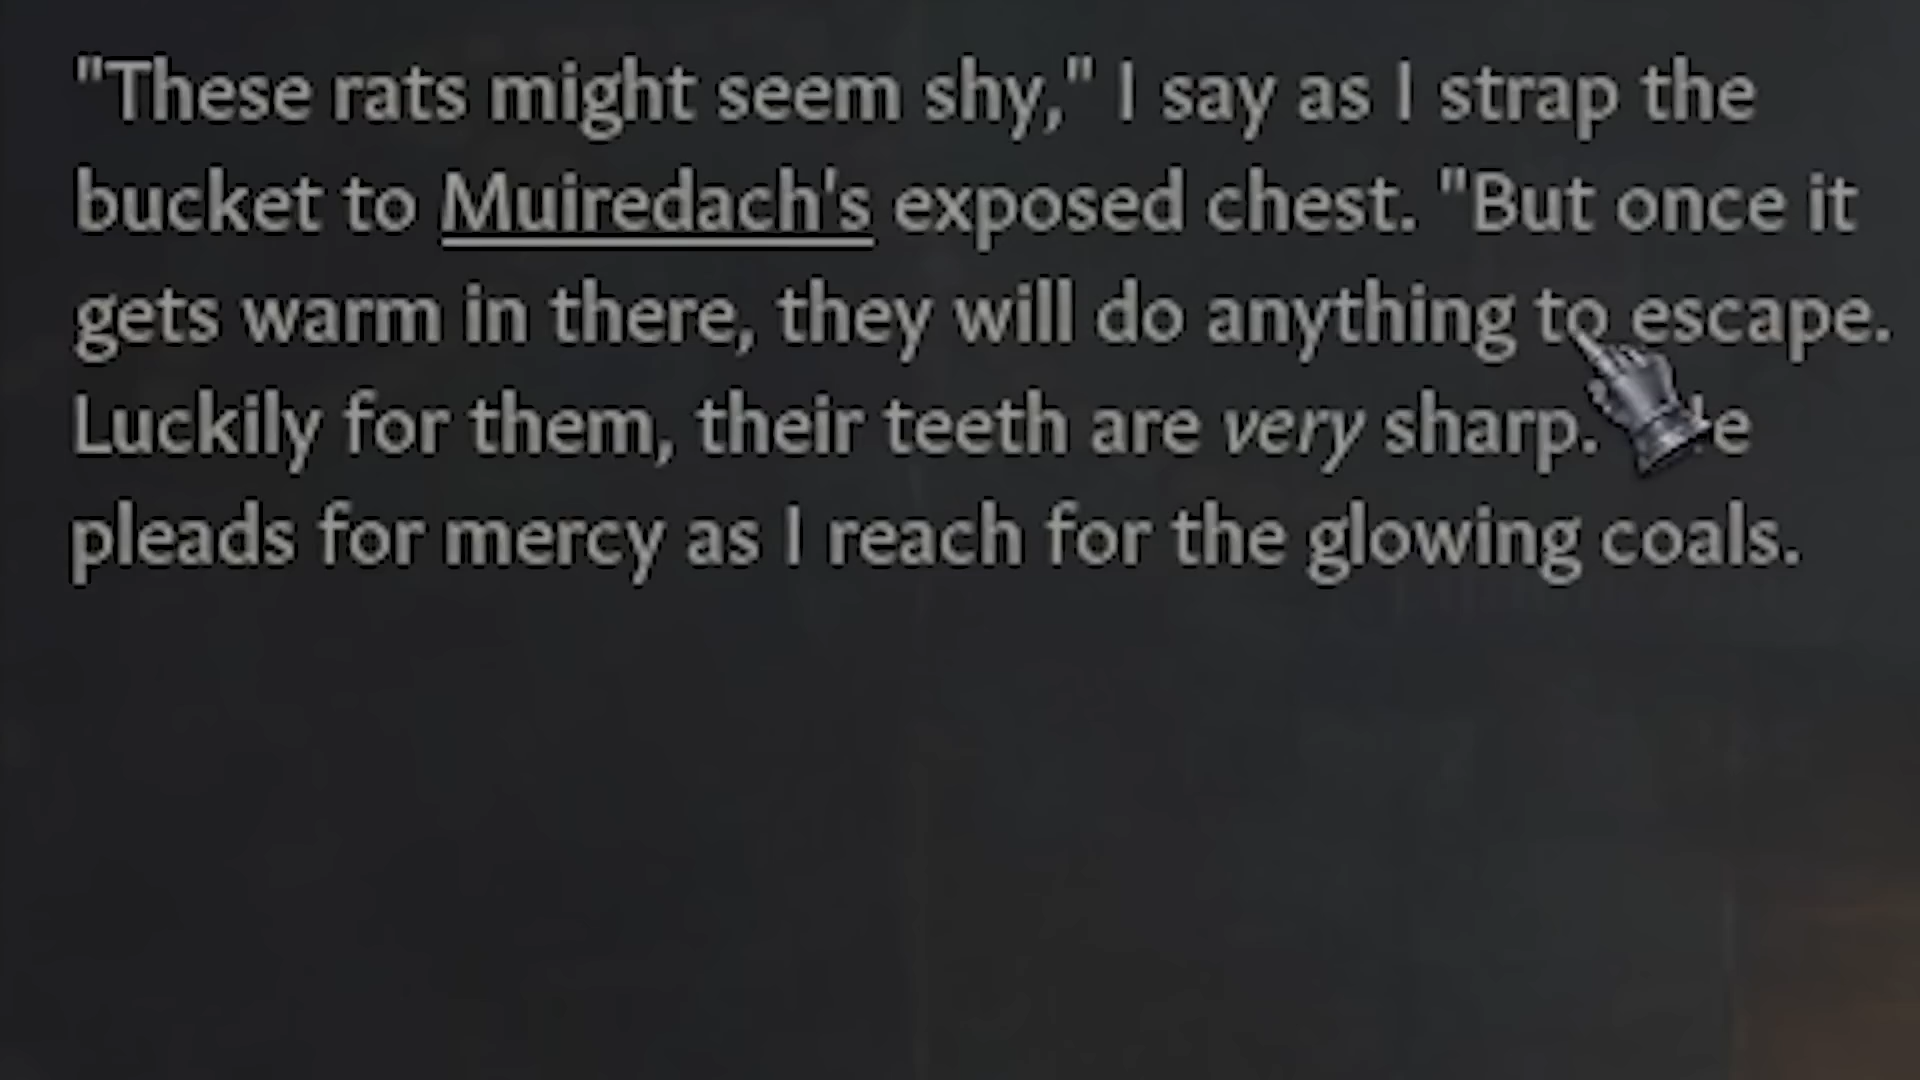 "These rats might seem shy," I say as I strap the
bucket to Muiredach's exposed chest. "But once it
gets warm in there, they will do anything to escape.
Luckily for them, their teeth are very sharp.
pleads for mercy as I reach for the glowing coals.